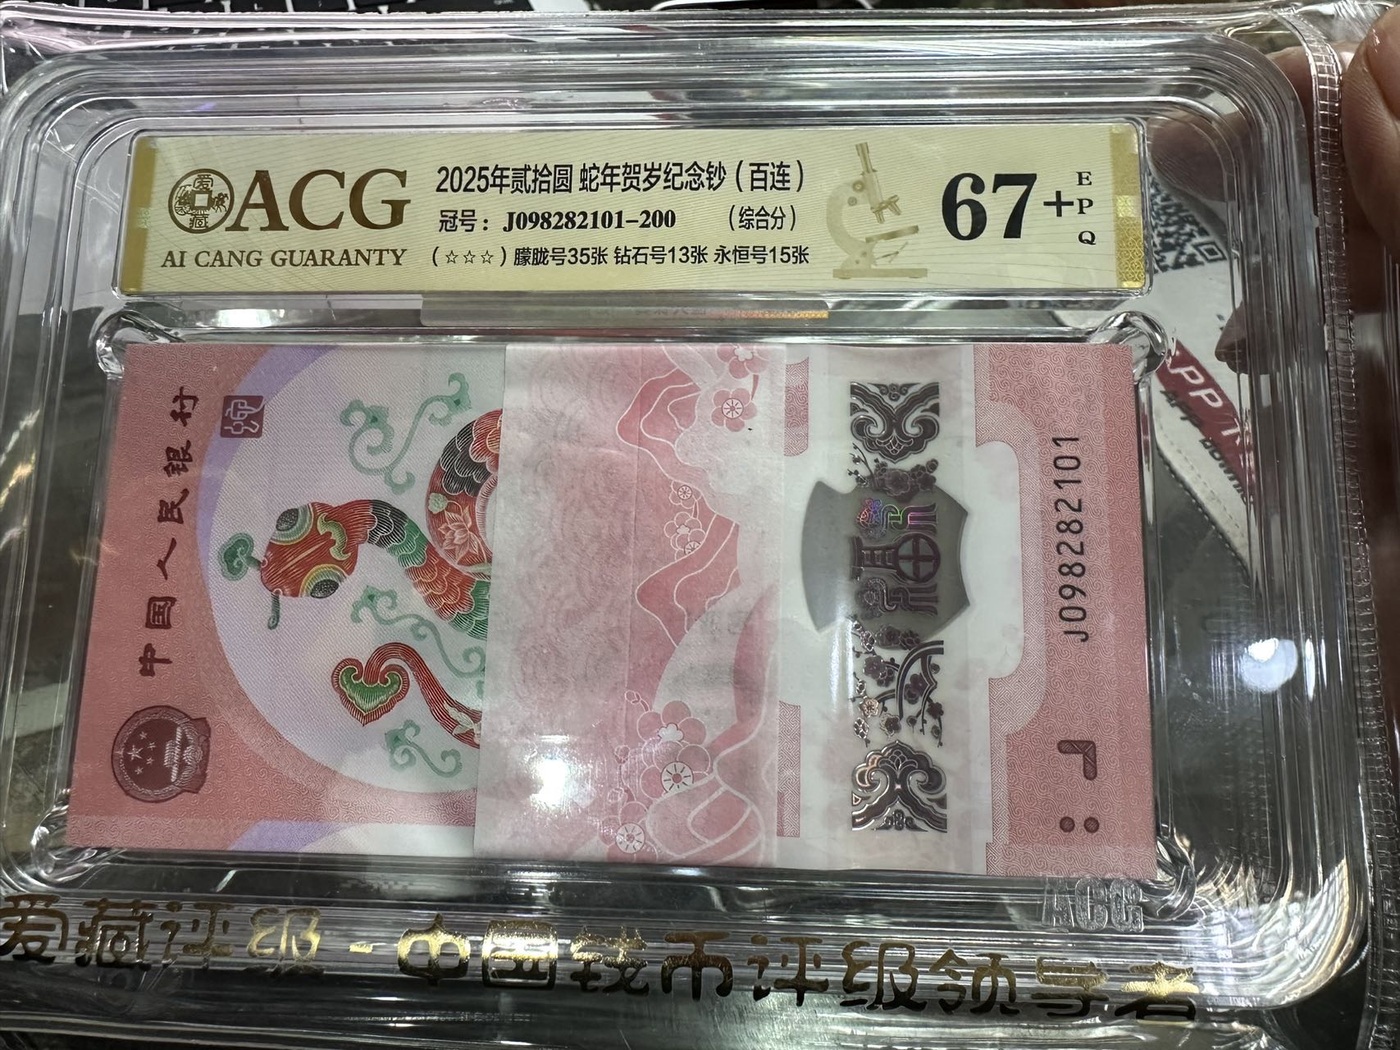 ACG
AI CANG GUARANTY
2025年贰拾圆 蛇年贺岁纪念钞（百连）
冠号：J098282101-200 （综合分）
（☆☆☆）朦胧号35张 钻石号13张 永恒号15张
67+
EPQ
中国人民银行
福
J098282101
ACG
爱藏评级-中国钱币评级领导者